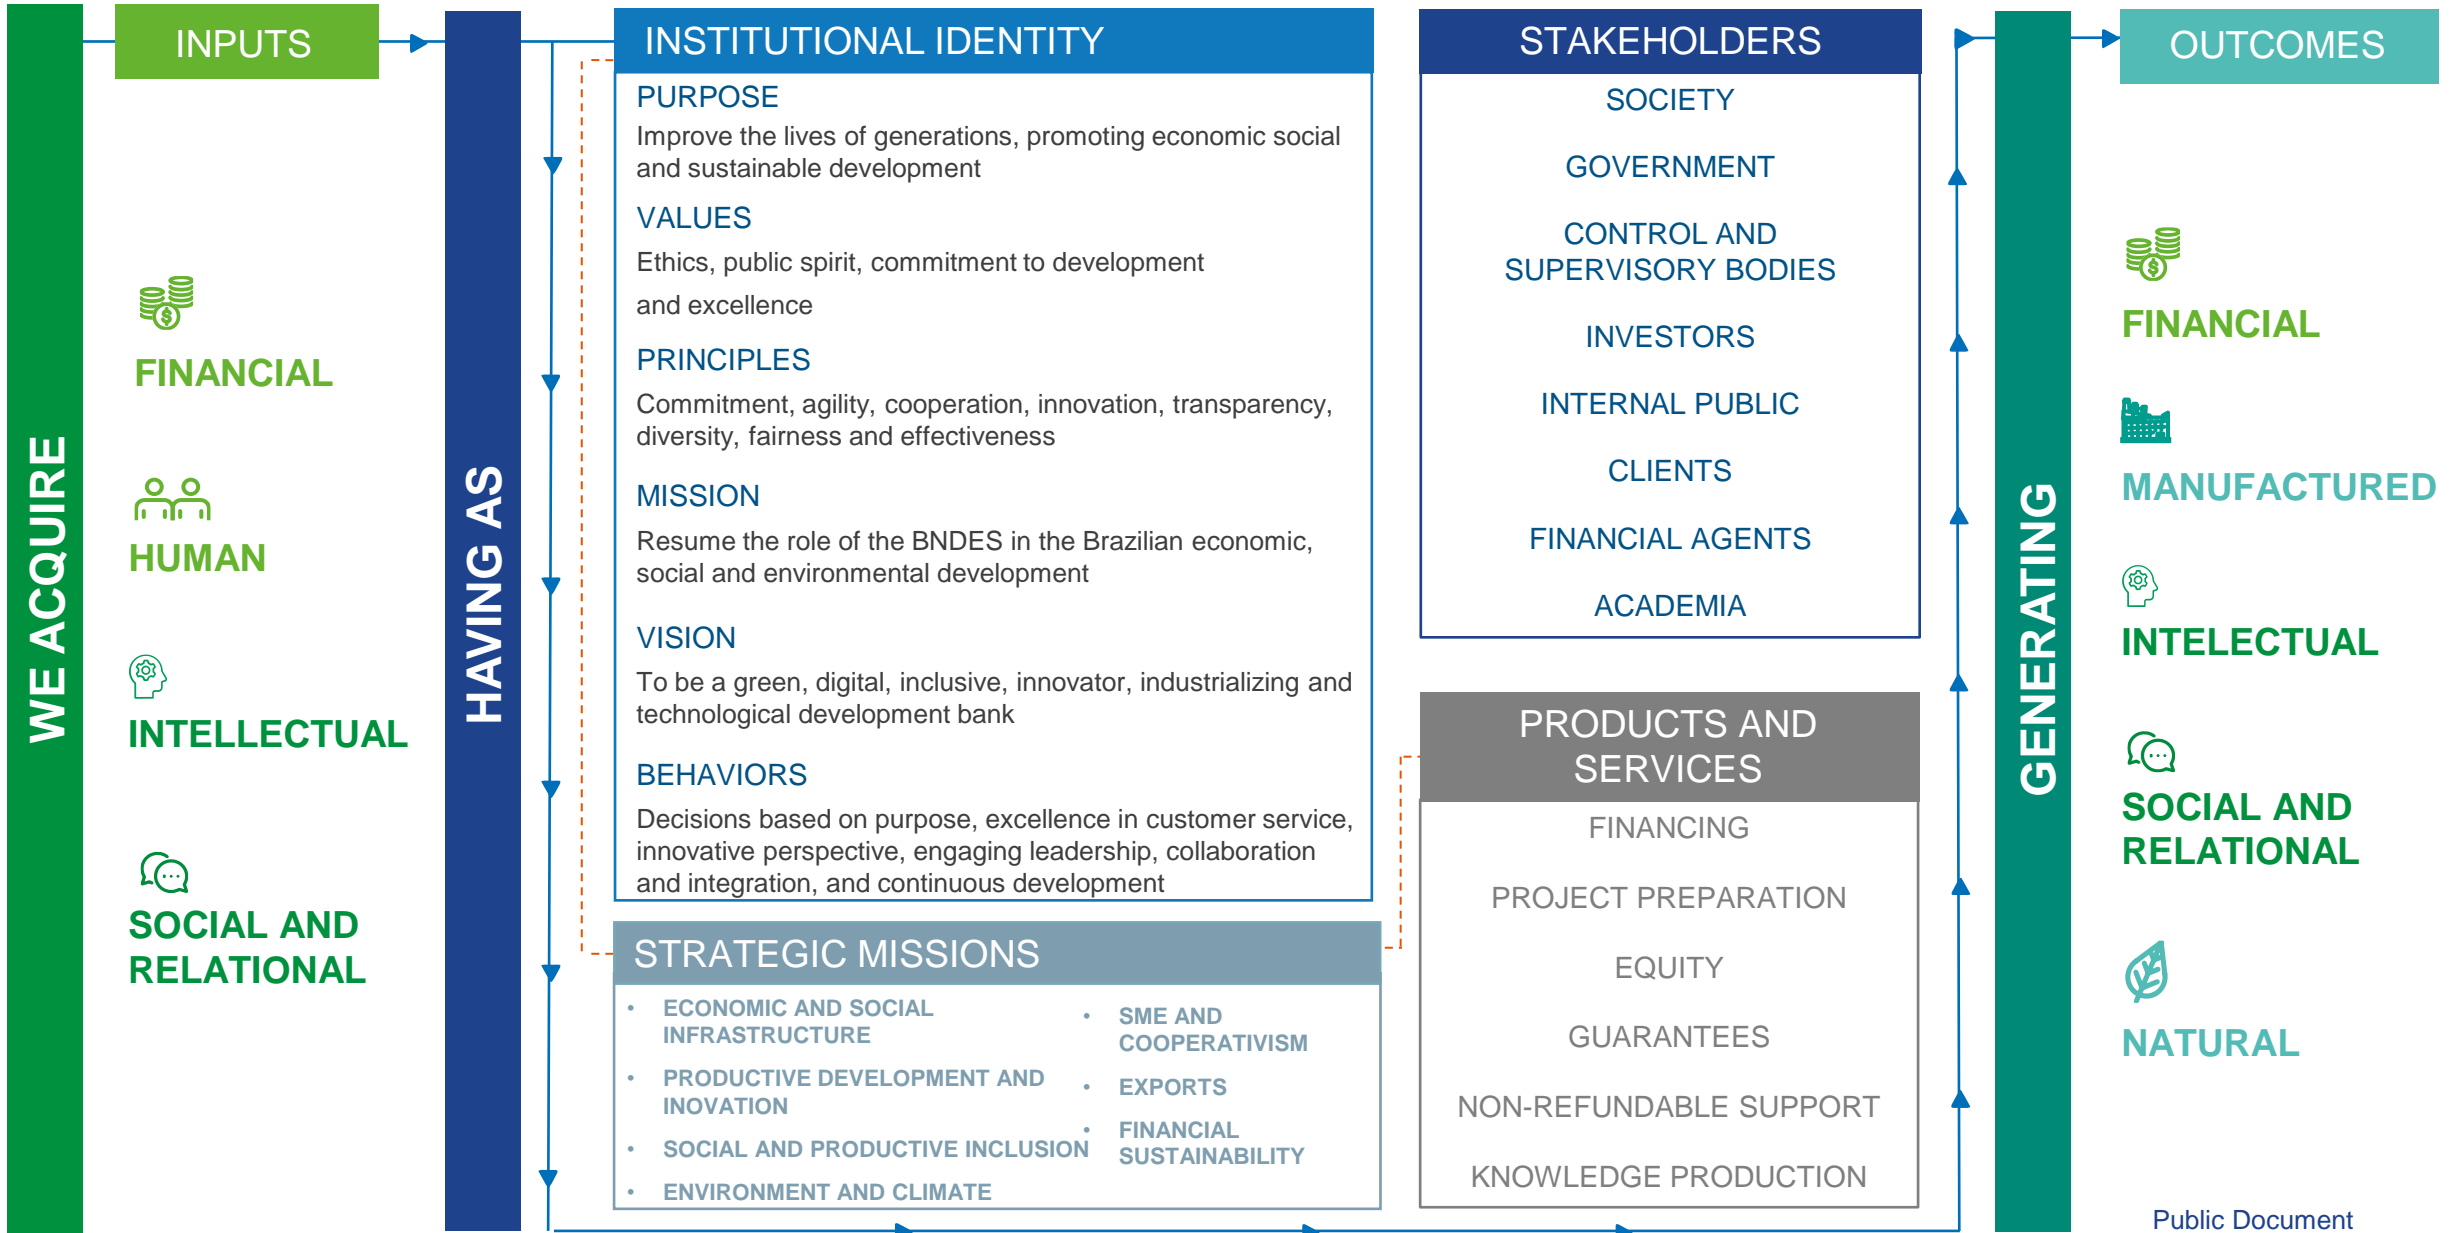 WE ACQUIRE
INPUTS
FINANCIAL
HUMAN
INTELLECTUAL
SOCIAL AND
RELATIONAL
HAVING AS
INSTITUTIONAL IDENTITY
PURPOSE
Improve the lives of generations, promoting economic social
and sustainable development
VALUES
Ethics, public spirit, commitment to development
and excellence
PRINCIPLES
Commitment, agility, cooperation, innovation, transparency,
diversity, fairness and effectiveness
MISSION
Resume the role of the BNDES in the Brazilian economic,
social and environmental development
VISION
To be a green, digital, inclusive, innovator, industrializing and
technological development bank
BEHAVIORS
Decisions based on purpose, excellence in customer service,
innovative perspective, engaging leadership, collaboration
and integration, and continuous development
STRATEGIC MISSIONS
• ECONOMIC AND SOCIAL
INFRASTRUCTURE
• PRODUCTIVE DEVELOPMENT AND
INOVATION
• SOCIAL AND PRODUCTIVE INCLUSION
• ENVIRONMENT AND CLIMATE
• SME AND
COOPERATIVISM
• EXPORTS
• FINANCIAL
SUSTAINABILITY
STAKEHOLDERS
SOCIETY
GOVERNMENT
CONTROL AND
SUPERVISORY BODIES
INVESTORS
INTERNAL PUBLIC
CLIENTS
FINANCIAL AGENTS
ACADEMIA
PRODUCTS AND
SERVICES
FINANCING
PROJECT PREPARATION
EQUITY
GUARANTEES
NON-REFUNDABLE SUPPORT
KNOWLEDGE PRODUCTION
GENERATING
OUTCOMES
FINANCIAL
MANUFACTURED
INTELECTUAL
SOCIAL AND
RELATIONAL
NATURAL
Public Document